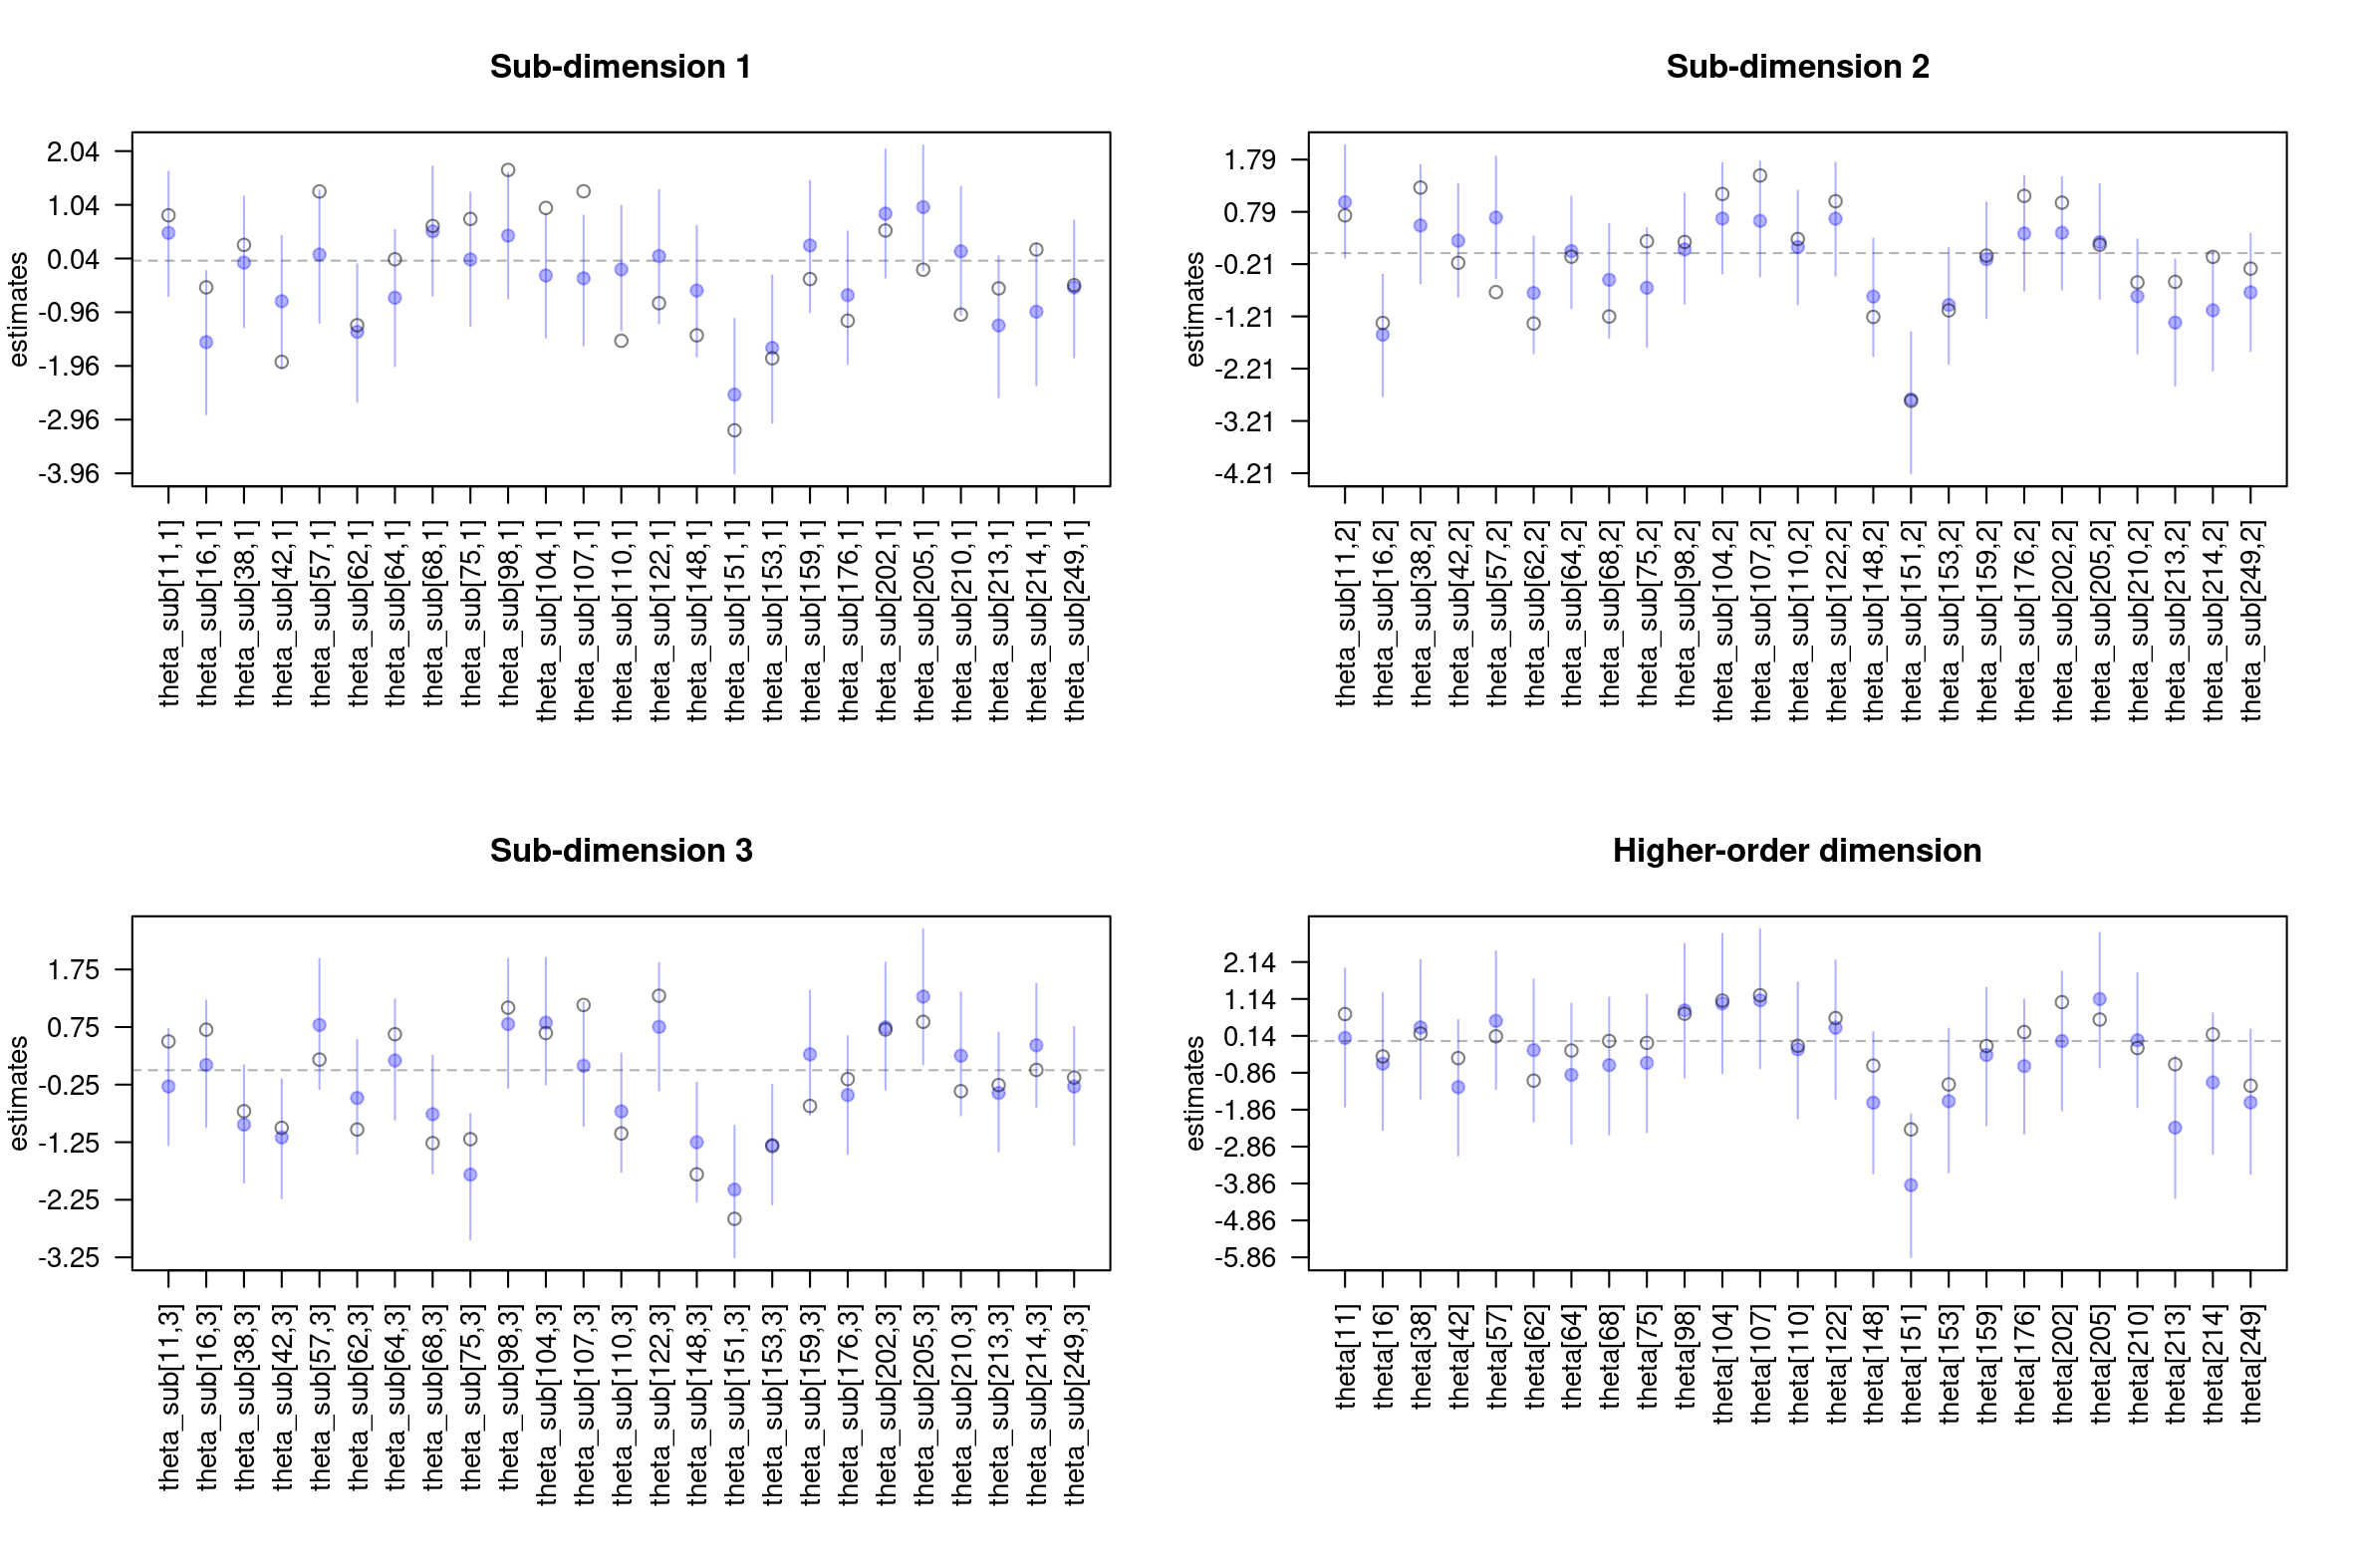 Sub-dimension 1
estimates
2.04
1.04
0.04
-0.96
-1.96
-2.96
-3.96
theta_sub[11,1]
theta_sub[16,1]
theta_sub[38,1]
theta_sub[42,1]
theta_sub[57,1]
theta_sub[62,1]
theta_sub[64,1]
theta_sub[68,1]
theta_sub[75,1]
theta_sub[98,1]
theta_sub[104,1]
theta_sub[107,1]
theta_sub[110,1]
theta_sub[122,1]
theta_sub[148,1]
theta_sub[151,1]
theta_sub[153,1]
theta_sub[159,1]
theta_sub[176,1]
theta_sub[202,1]
theta_sub[205,1]
theta_sub[210,1]
theta_sub[213,1]
theta_sub[214,1]
theta_sub[249,1]
Sub-dimension 2
estimates
1.79
0.79
-0.21
-1.21
-2.21
-3.21
-4.21
theta_sub[11,2]
theta_sub[16,2]
theta_sub[38,2]
theta_sub[42,2]
theta_sub[57,2]
theta_sub[62,2]
theta_sub[64,2]
theta_sub[68,2]
theta_sub[75,2]
theta_sub[98,2]
theta_sub[104,2]
theta_sub[107,2]
theta_sub[110,2]
theta_sub[122,2]
theta_sub[148,2]
theta_sub[151,2]
theta_sub[153,2]
theta_sub[159,2]
theta_sub[176,2]
theta_sub[202,2]
theta_sub[205,2]
theta_sub[210,2]
theta_sub[213,2]
theta_sub[214,2]
theta_sub[249,2]
Sub-dimension 3
estimates
1.75
0.75
-0.25
-1.25
-2.25
-3.25
theta_sub[11,3]
theta_sub[16,3]
theta_sub[38,3]
theta_sub[42,3]
theta_sub[57,3]
theta_sub[62,3]
theta_sub[64,3]
theta_sub[68,3]
theta_sub[75,3]
theta_sub[98,3]
theta_sub[104,3]
theta_sub[107,3]
theta_sub[110,3]
theta_sub[122,3]
theta_sub[148,3]
theta_sub[151,3]
theta_sub[153,3]
theta_sub[159,3]
theta_sub[176,3]
theta_sub[202,3]
theta_sub[205,3]
theta_sub[210,3]
theta_sub[213,3]
theta_sub[214,3]
theta_sub[249,3]
Higher-order dimension
estimates
2.14
1.14
0.14
-0.86
-1.86
-2.86
-3.86
-4.86
-5.86
theta[11]
theta[16]
theta[38]
theta[42]
theta[57]
theta[62]
theta[64]
theta[68]
theta[75]
theta[98]
theta[104]
theta[107]
theta[110]
theta[122]
theta[148]
theta[151]
theta[153]
theta[159]
theta[176]
theta[202]
theta[205]
theta[210]
theta[213]
theta[214]
theta[249]